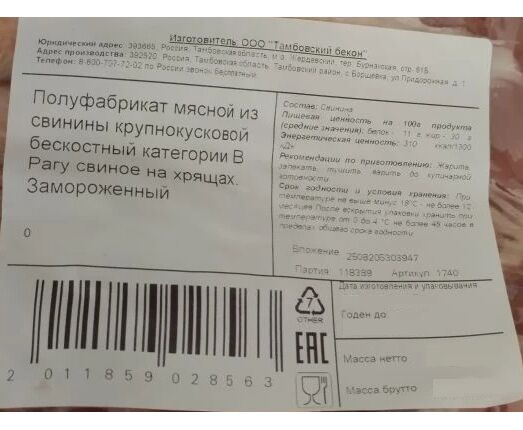 Изготовитель ООО "Тамбовский бекон"
Юридический адрес: 393665, Россия, Тамбовская область, м.о. Жердевский, тер. Бурнакская, стр. 61Б
Адрес производства: 392520, Россия, Тамбовская область, Тамбовский район, с. Борщевка, ул Придорожная, д. 1
Телефон: 8-800-707-72-02 по России звонок бесплатный.
Полуфабрикат мясной из
свинины крупнокусковой
бескостный категории В
Рагу свиное на хрящах.
Замороженный
0
Состав: Свинина
Пищевая ценность на 100г продукта
(средние значения): белок - 11 г, жир - 30 г
Энергетическая ценность: 310 ккал/1300
кДж
Рекомендации по приготовлению: Жарить,
запекать, тушить, варить до кулинарной
готовности.
Срок годности и условия хранения: При
температуре не выше минус 18°С - не более 12
месяцев. После вскрытия упаковки хранить при
температуре от 0 до 4 °С не более 48 часов в
пределах общего срока годности
Вложение 2508205303947
Партия 118389 Артикул 1740
Дата изготовления и упаковывания
Годен до:
Масса нетто
Масса брутто
7
OTHER
EAC
2 011859 028563